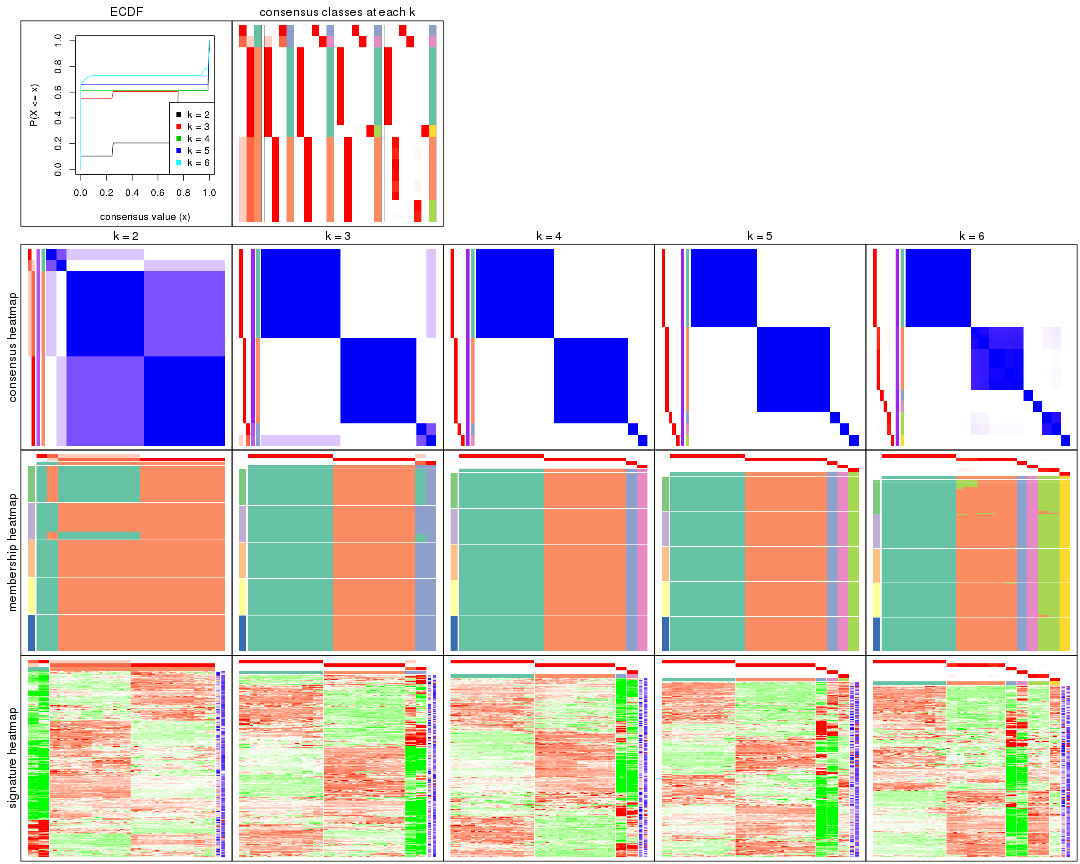 ECDF
consensus classes at each k
P(X <= x)
0.0 0.2 0.4 0.6 0.8 1.0
k = 2
k = 3
k = 4
k = 5
k = 6
0.0 0.2 0.4 0.6 0.8 1.0
consensus value (x)
k = 2
k = 3
k = 4
k = 5
k = 6
consensus heatmap
membership heatmap
signature heatmap